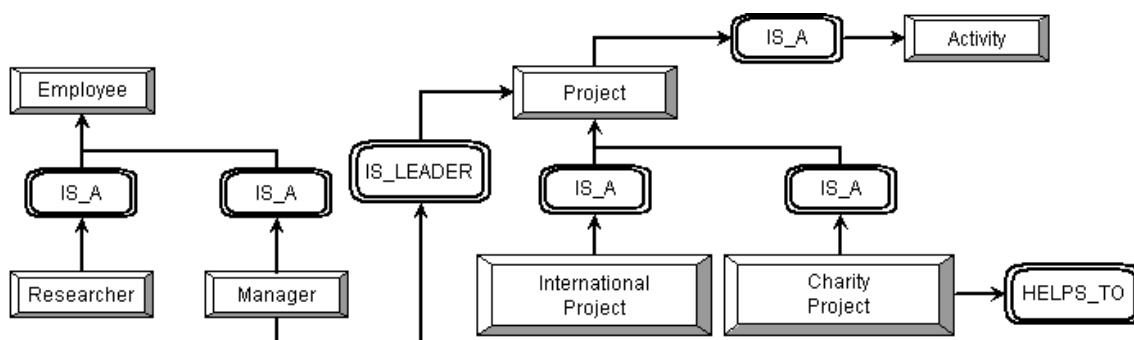 IS_A
Activity
Employee
Project
IS_LEADER
IS_A
IS_A
IS_A
IS_A
Researcher
Manager
International
Project
Charity
Project
HELPS_TO